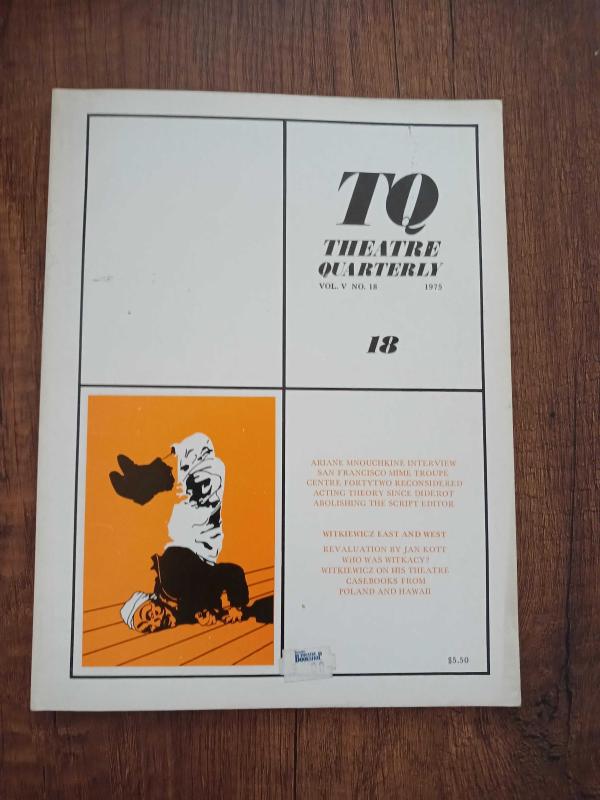 TQ
THEATRE
QUARTERLY
VOL. V NO. 18 1975
18
ARIANE MNOUCHKINE INTERVIEW
SAN FRANCISCO MIME TROUPE
CENTRE FORTYTWO RECONSIDERED
ACTING THEORY SINCE DIDEROT
ABOLISHING THE SCRIPT EDITOR
WITKIEWICZ EAST AND WEST
REVALUATION BY JAN KOTT
WHO WAS WITKACY?
WITKIEWICZ ON HIS THEATRE
CASEBOOKS FROM
POLAND AND HAWAII
$5.50